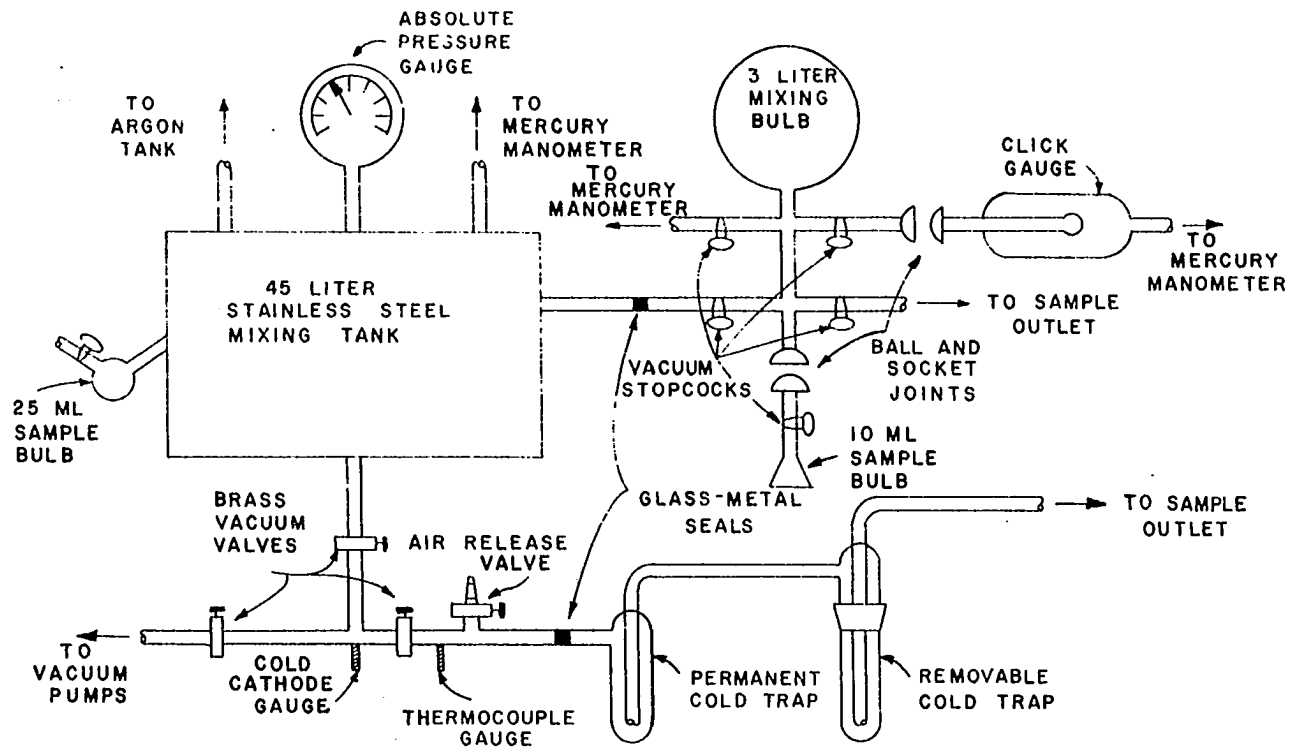 ABSOLUTE
PRESSURE
GAUGE
TO
ARGON
TANK
TO
MERCURY
MANOMETER
3 LITER
MIXING
BULB
CLICK
GAUGE
TO
MERCURY
MANOMETER
TO
MERCURY
MANOMETER
45 LITER
STAINLESS STEEL
MIXING TANK
TO SAMPLE
OUTLET
VACUUM
STOPCOCKS
BALL AND
SOCKET
JOINTS
25 ML
SAMPLE
BULB
10 ML
SAMPLE
BULB
GLASS-METAL
SEALS
BRASS
VACUUM
VALVES
AIR RELEASE
VALVE
TO SAMPLE
OUTLET
TO
VACUUM
PUMPS
COLD
CATHODE
GAUGE
THERMOCOUPLE
GAUGE
PERMANENT
COLD TRAP
REMOVABLE
COLD TRAP